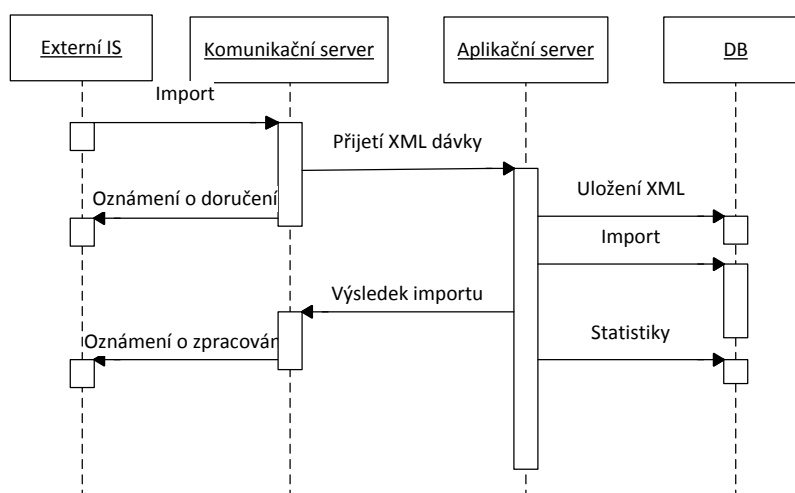 Externí IS
Komunikační server
Aplikační server
DB
Import
Přijetí XML dávky
Oznámení o doručení
Uložení XML
Import
Výsledek importu
Oznámení o zpracován
Statistiky